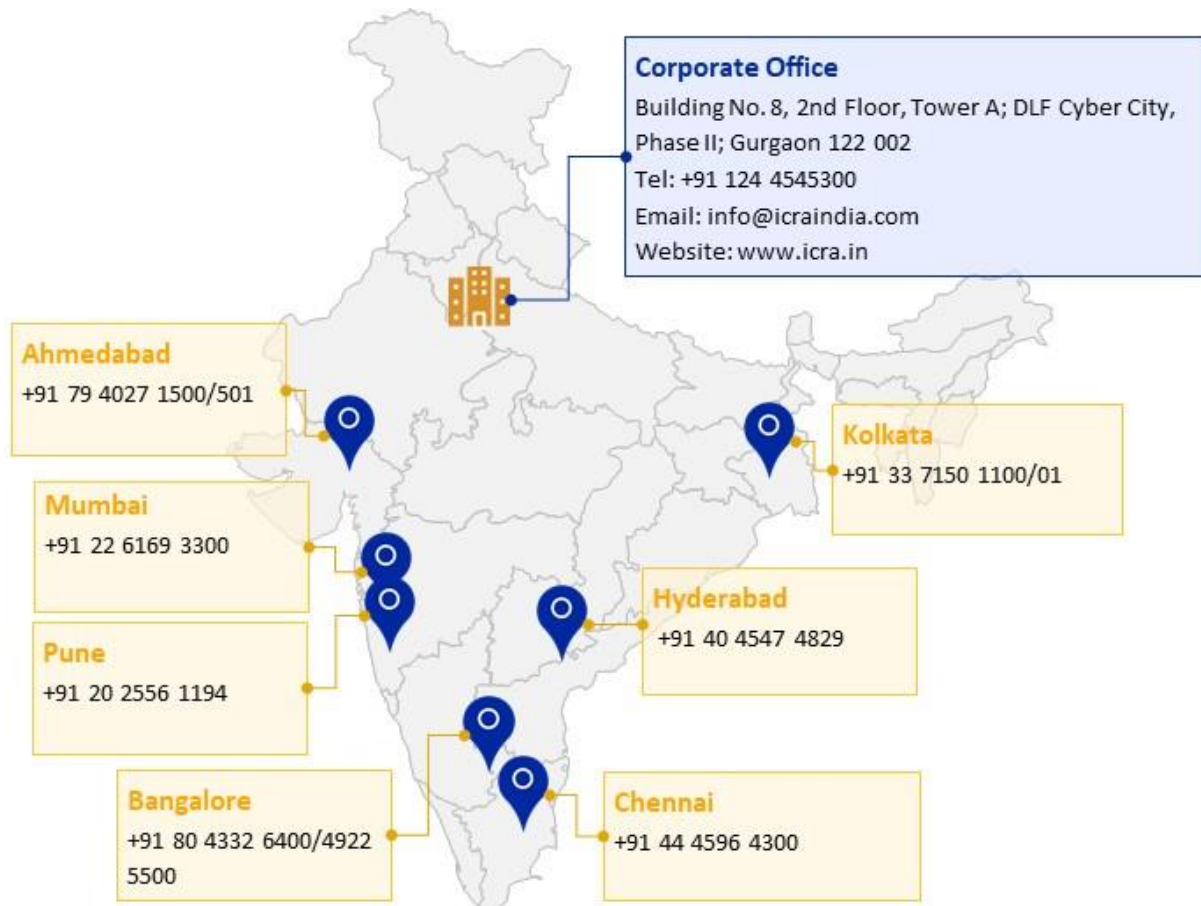 Corporate Office
Building No. 8, 2nd Floor, Tower A; DLF Cyber City,
Phase II; Gurgaon 122 002
Tel: +91 124 4545300
Email: info@icraindia.com
Website: www.icra.in
Ahmedabad
+91 79 4027 1500/501
Kolkata
+91 33 7150 1100/01
Mumbai
+91 22 6169 3300
Hyderabad
+91 40 4547 4829
Pune
+91 20 2556 1194
Bangalore
+91 80 4332 6400/4922
5500
Chennai
+91 44 4596 4300